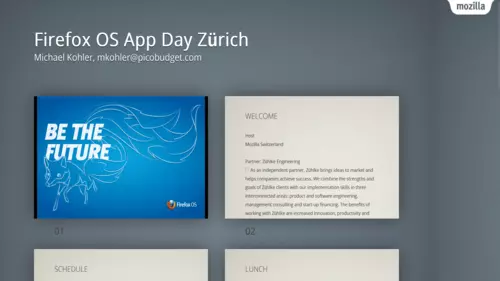 mozilla
Firefox OS App Day Zürich
Michael Kohler, mkohler@picobudget.com
BE THE
FUTURE
Firefox OS
01
WELCOME
Host
Mozilla Switzerland
Partner: Zühlke Engineering
As an independent partner, Zühlke brings ideas to market and
helps companies achieve success. We combine the strengths and
goals of Zühlke clients with our implementation skills in three
interconnected areas: product and software engineering,
management consulting and start-up financing. The benefits of
working with Zühlke are increased innovation, productivity and
02
SCHEDULE
LUNCH